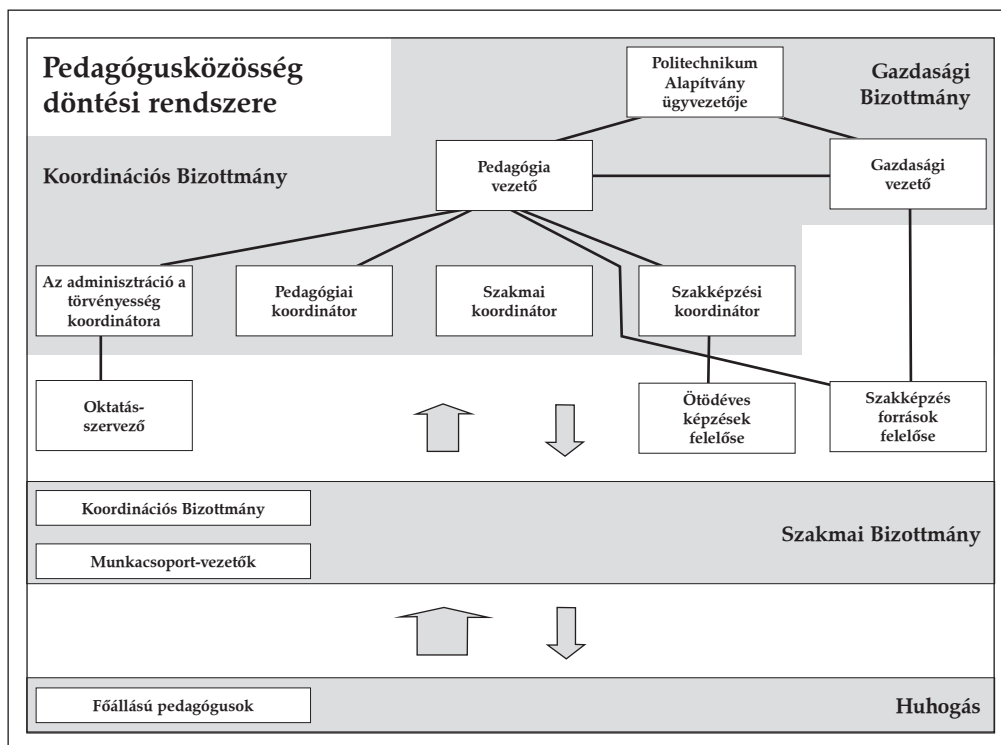 Pedagógusközösség
döntési rendszere
Politechnikum
Alapítvány
ügyvezetője
Gazdasági
Bizottmány
Koordinációs Bizottmány
Pedagógia
vezető
Gazdasági
vezető
Az adminisztráció a
törvényesség
koordinátora
Pedagógiai
koordinátor
Szakmai
koordinátor
Szakképzési
koordinátor
Oktatás-
szervező
Ötödéves
képzések
felelőse
Szakképzés
források
felelőse
Koordinációs Bizottmány
Munkacsoport-vezetők
Szakmai Bizottmány
Főállású pedagógusok
Huhogás